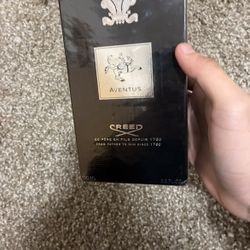 AVENTUS
CREED
DE PÈRE EN FILS DEPUIS 1760
FROM FATHER TO SON SINCE 1760